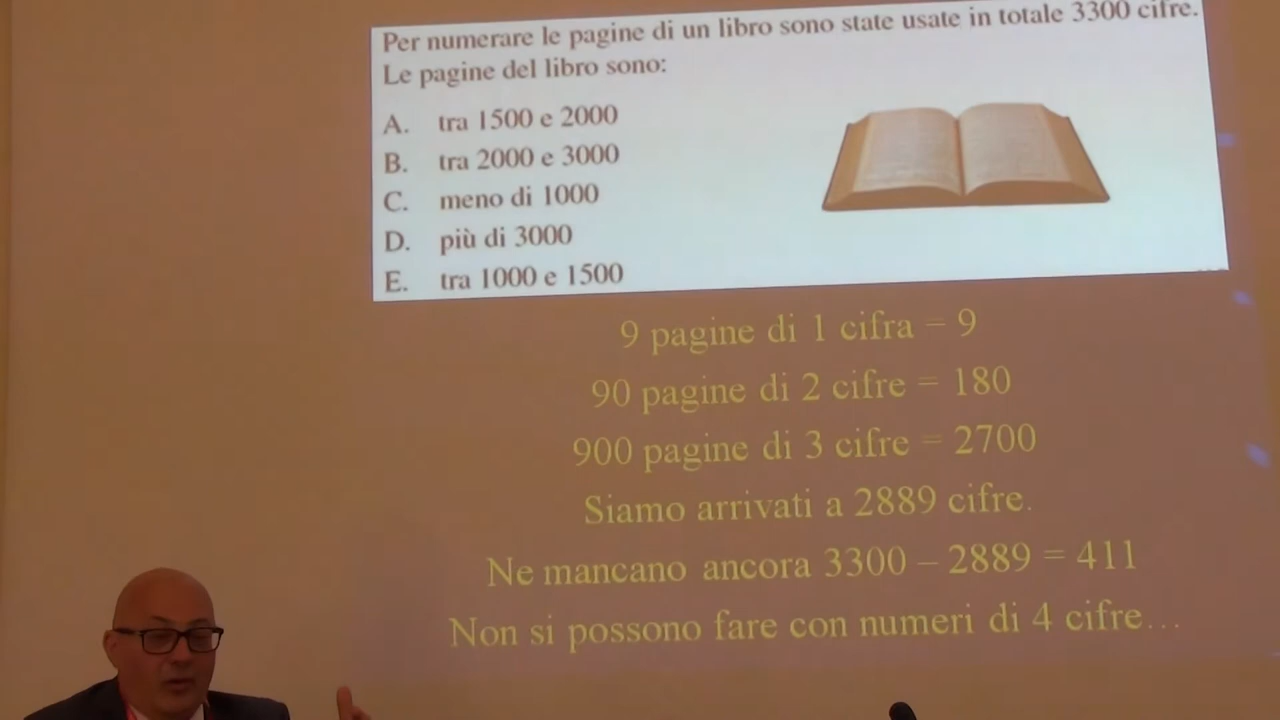 Per numerare le pagine di un libro sono state usate in totale 3300 cifre.
Le pagine del libro sono:
A. tra 1500 e 2000
B. tra 2000 e 3000
C. meno di 1000
D. più di 3000
E. tra 1000 e 1500
9 pagine di 1 cifra = 9
90 pagine di 2 cifre = 180
900 pagine di 3 cifre = 2700
Siamo arrivati a 2889 cifre.
Ne mancano ancora 3300 – 2889 = 411
Non si possono fare con numeri di 4 cifre…